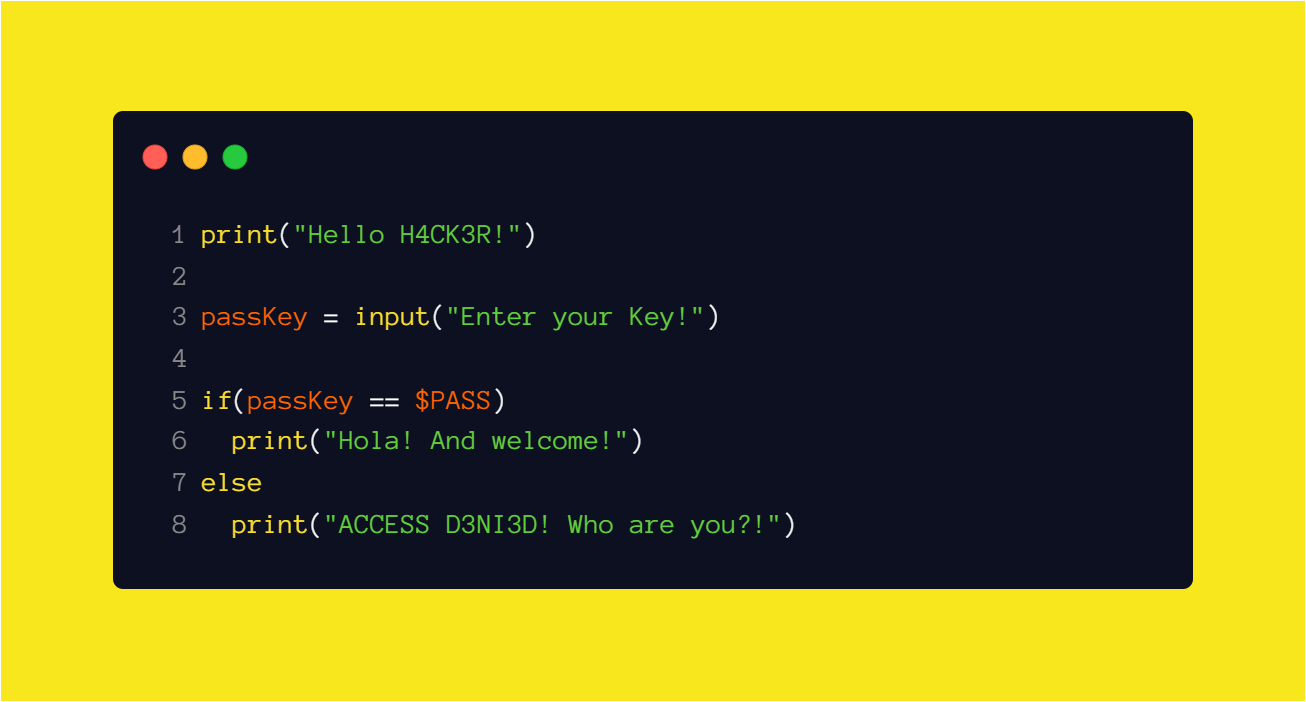 1 print("Hello H4CK3R!")
2
3 passKey = input("Enter your Key!")
4
5 if(passKey == $PASS)
6   print("Hola! And welcome!")
7 else
8   print("ACCESS D3NI3D! Who are you?!")